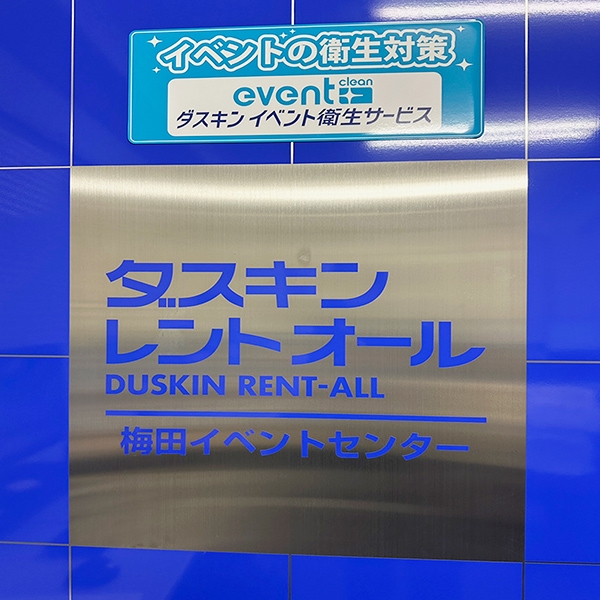 イベントの衛生対策
event clean
ダスキン イベント衛生サービス
ダスキン
レントオール
DUSKIN RENT-ALL
梅田イベントセンター